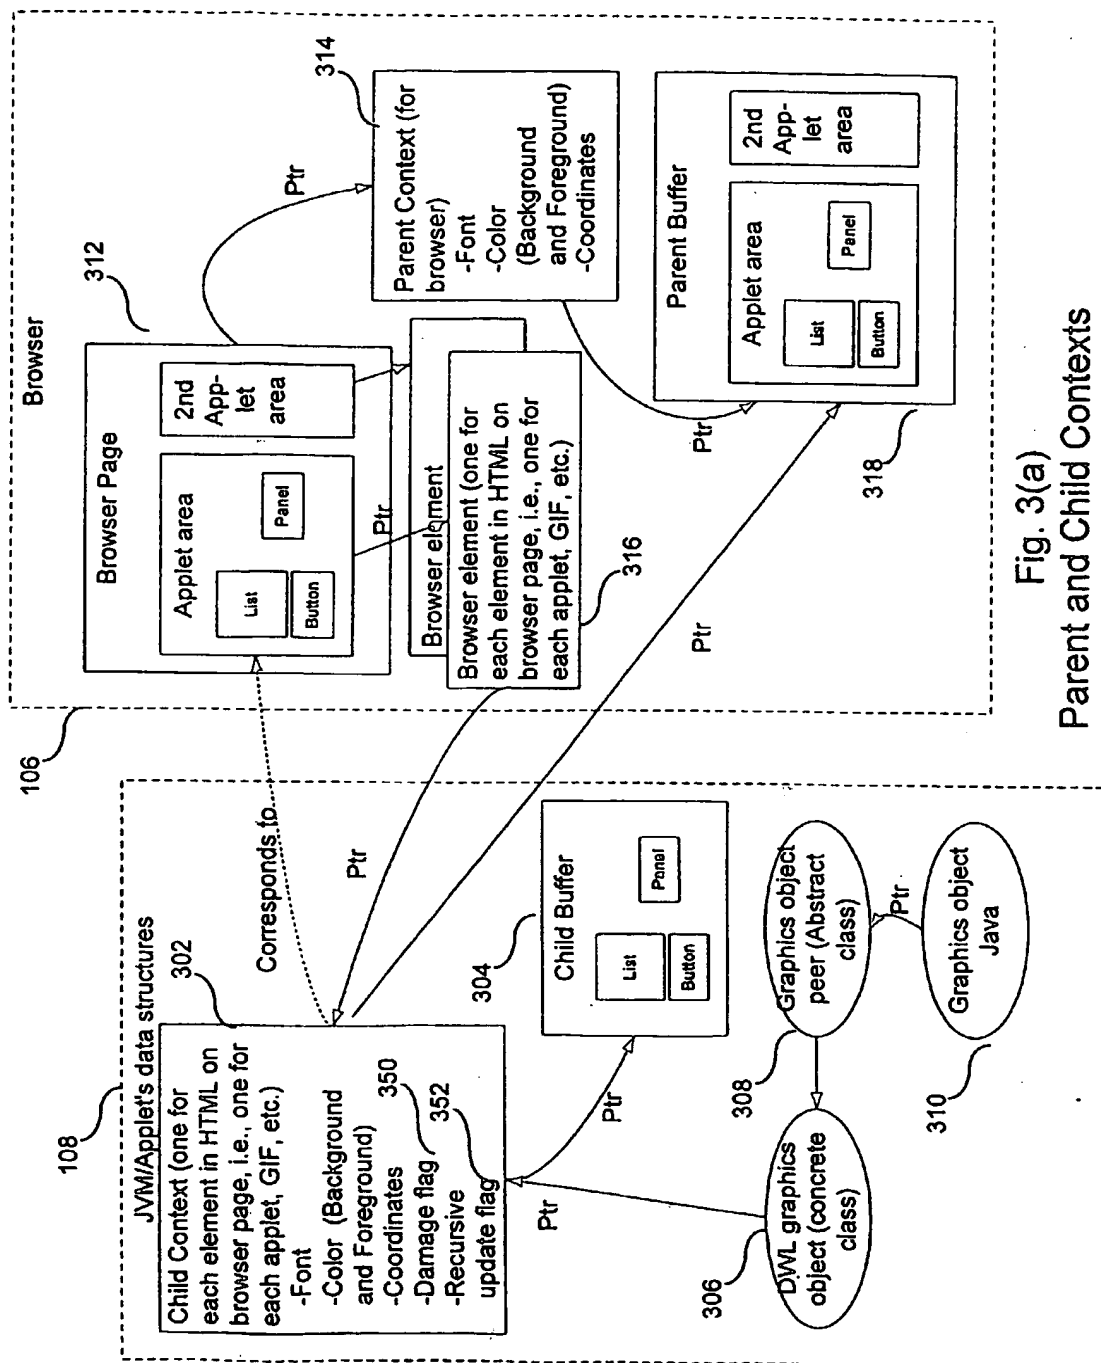 108
JVM/Applet's data structures
302
Child Context (one for
each element in HTML on
browser page, i.e., one for
each applet, GIF, etc.)
-Font
-Color (Background
and Foreground)
-Coordinates
-Damage flag
-Recursive
update flag
350
352
Corresponds to
Ptr
Ptr
Ptr
304
Child Buffer
List
Button
Panel
306
DWL graphics
object (concrete
class)
308
Graphics object
peer (Abstract
class)
Ptr
310
Graphics object
Java
106
Browser
312
Browser Page
Applet area
List
Button
Panel
2nd
App-
let
area
Ptr
Ptr
314
Parent Context (for
browser)
-Font
-Color
(Background
and Foreground)
-Coordinates
Browser element
Browser element (one for
each element in HTML on
browser page, i.e., one for
each applet, GIF, etc.)
316
Ptr
Ptr
Parent Buffer
Applet area
List
Button
Panel
2nd
App-
let
area
318
Fig. 3(a)
Parent and Child Contexts